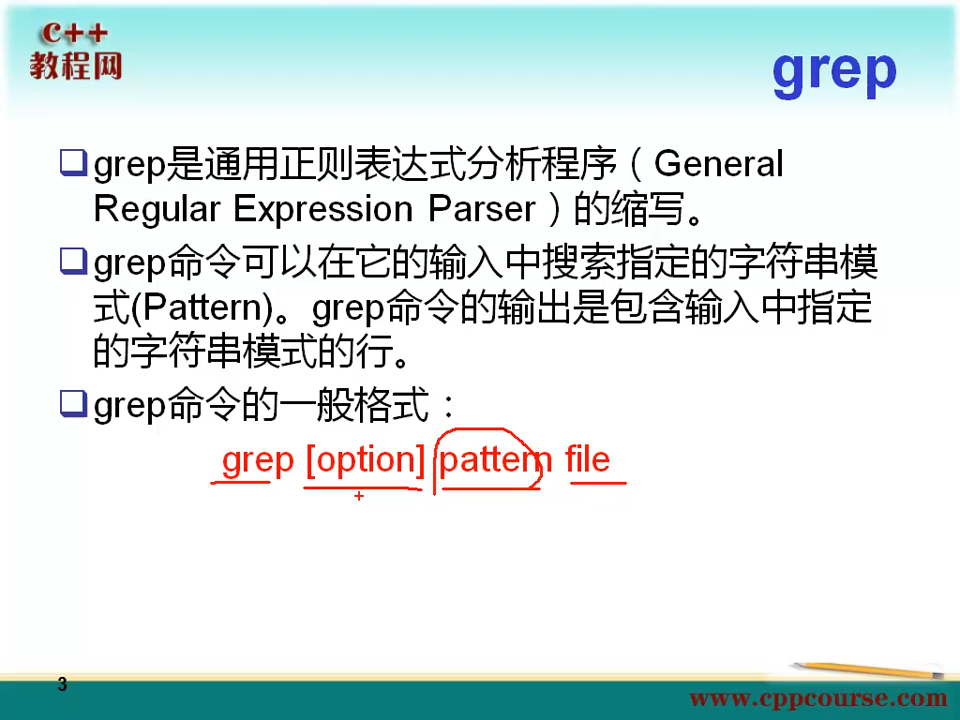 C++
教程网
grep
grep是通用正则表达式分析程序（General
Regular Expression Parser）的缩写。
grep命令可以在它的输入中搜索指定的字符串模
式(Pattern)。grep命令的输出是包含输入中指定
的字符串模式的行。
grep命令的一般格式：
grep [option] pattern file
3
www.cppcourse.com